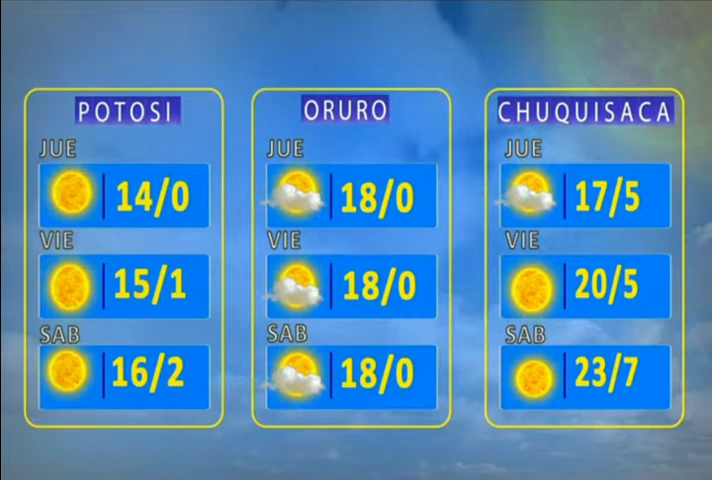 POTOSI
JUE
14/0
VIE
15/1
SAB
16/2
ORURO
JUE
18/0
VIE
18/0
SAB
18/0
CHUQUISACA
JUE
17/5
VIE
20/5
SAB
23/7